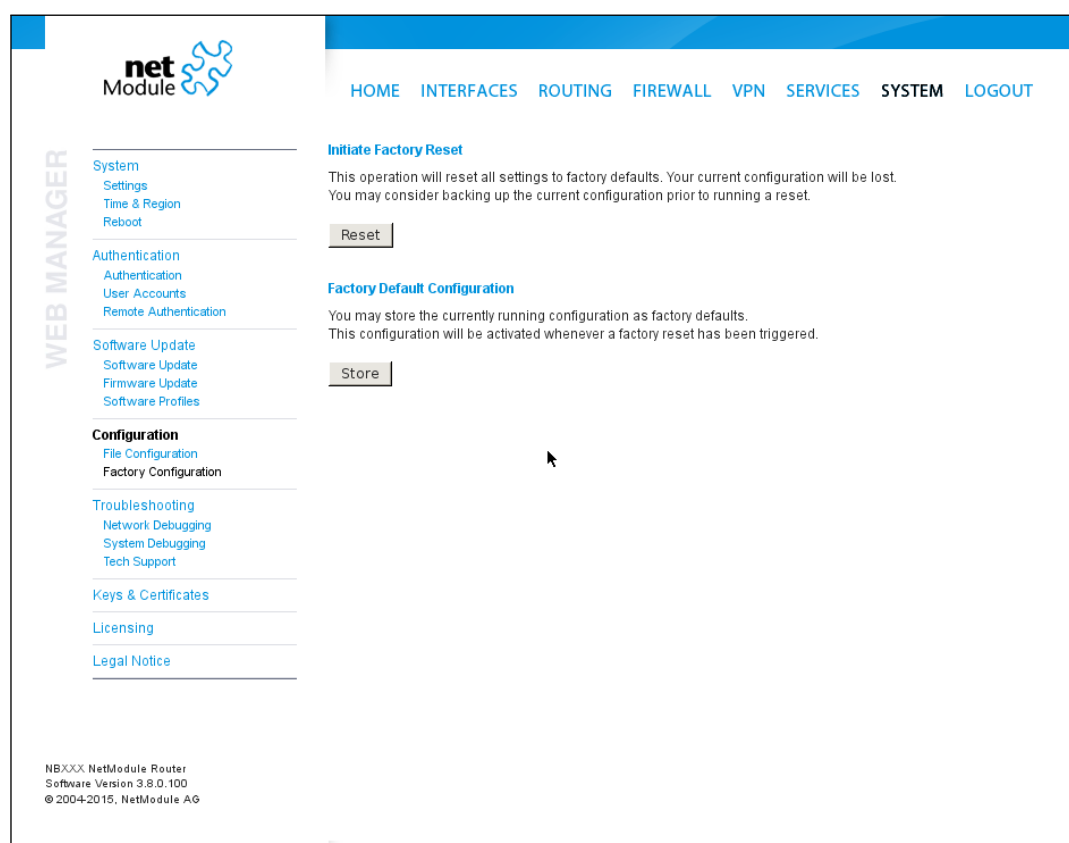 net
Module
HOME INTERFACES ROUTING FIREWALL VPN SERVICES SYSTEM LOGOUT
WEB MANAGER
System
Settings
Time & Region
Reboot
Authentication
Authentication
User Accounts
Remote Authentication
Software Update
Software Update
Firmware Update
Software Profiles
Configuration
File Configuration
Factory Configuration
Troubleshooting
Network Debugging
System Debugging
Tech Support
Keys & Certificates
Licensing
Legal Notice
Initiate Factory Reset
This operation will reset all settings to factory defaults. Your current configuration will be lost.
You may consider backing up the current configuration prior to running a reset.
Reset
Factory Default Configuration
You may store the currently running configuration as factory defaults.
This configuration will be activated whenever a factory reset has been triggered.
Store
NBXXX NetModule Router
Software Version 3.8.0.100
© 2004-2015, NetModule AG